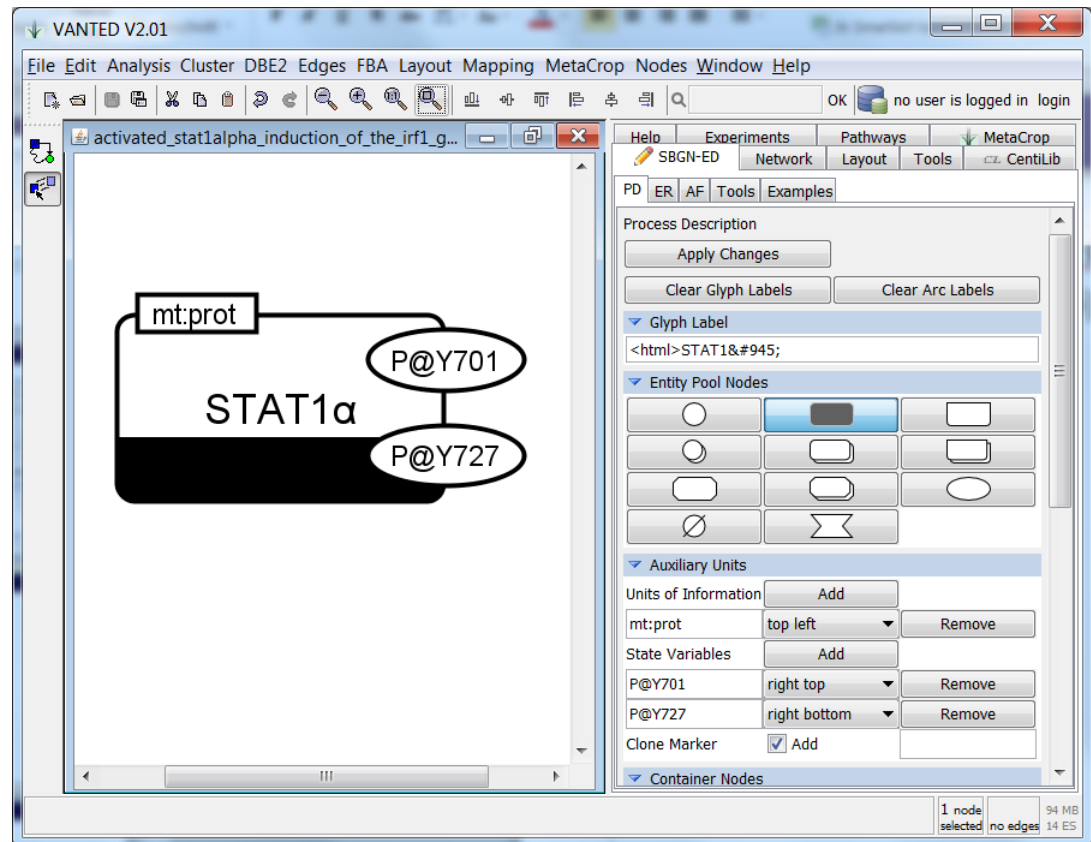 VANTED V2.01
File Edit Analysis Cluster DBE2 Edges FBA Layout Mapping MetaCrop Nodes Window Help
OK no user is logged in login
activated_stat1alpha_induction_of_the_irf1_g...
mt:prot
P@Y701
STAT1α
P@Y727
Help Experiments Pathways MetaCrop
SBGN-ED Network Layout Tools CL CentiLib
PD ER AF Tools Examples
Process Description
Apply Changes
Clear Glyph Labels Clear Arc Labels
Glyph Label
<html>STAT1&#945;
Entity Pool Nodes
Auxiliary Units
Units of Information Add
mt:prot top left Remove
State Variables Add
P@Y701 right top Remove
P@Y727 right bottom Remove
Clone Marker Add
Container Nodes
1 node selected no edges 94 MB 14 ES